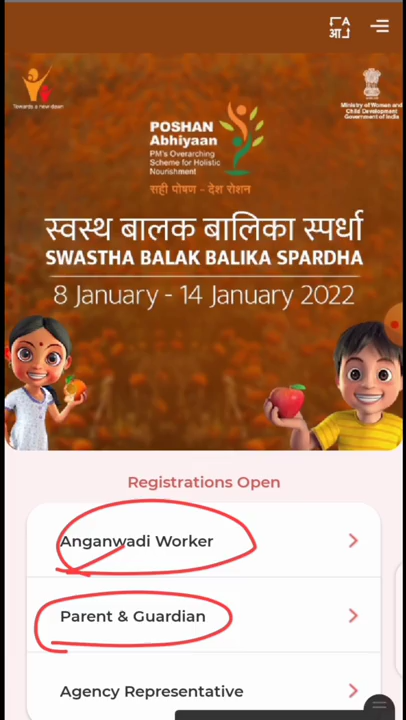 A
आ
Towards a new dawn
Ministry of Women and
Child Development
Government of India
POSHAN
Abhiyaan
PM's Overarching
Scheme for Holistic
Nourishment
सही पोषण - देश रोशन
स्वस्थ बालक बालिका स्पर्धा
SWASTHA BALAK BALIKA SPARDHA
8 January - 14 January 2022
Registrations Open
Anganwadi Worker
Parent & Guardian
Agency Representative